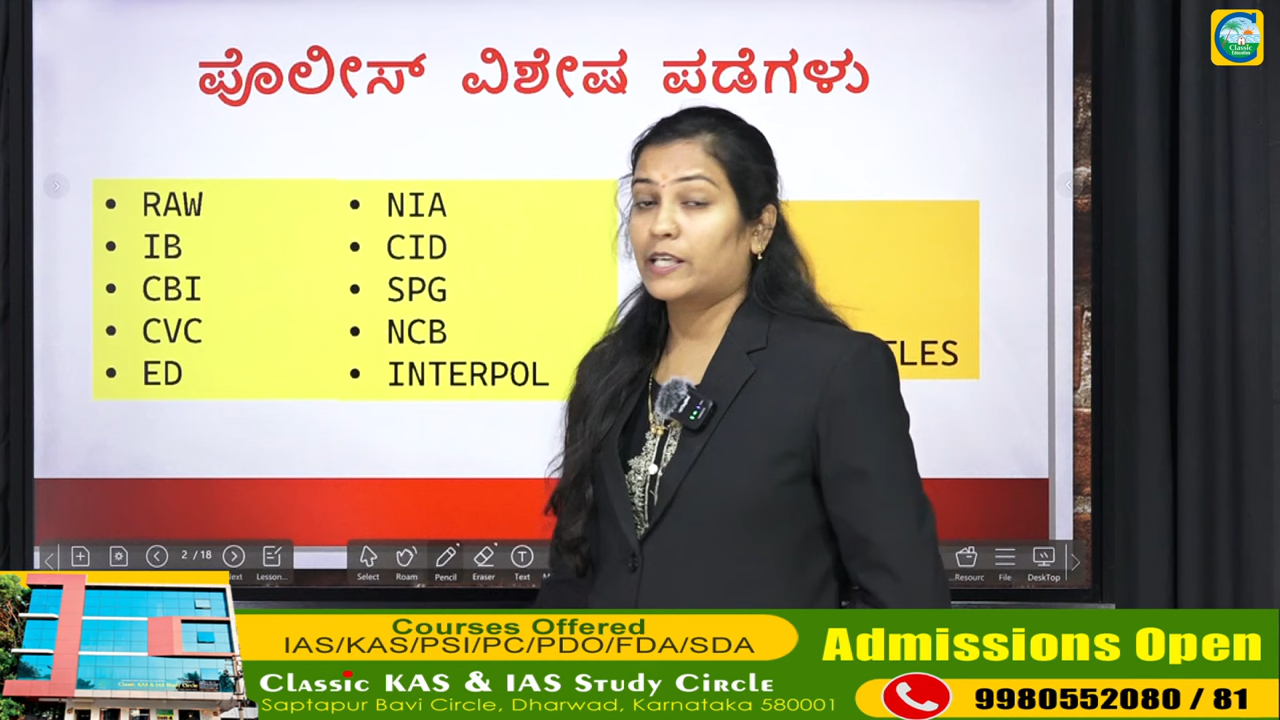 ಪೊಲೀಸ್ ವಿಶೇಷ ಪಡೆಗಳು
• RAW
• IB
• CBI
• CVC
• ED
• NIA
• CID
• SPG
• NCB
• INTERPOL
Classic
Education
2 / 18
Lesson...
Select
Roam
Pencil
Eraser
Text
File
DeskTop
Courses Offered
IAS/KAS/PSI/PC/PDO/FDA/SDA
Classic KAS & IAS Study Circle
Saptapur Bavi Circle, Dharwad, Karnataka 580001
Admissions Open
9980552080 / 81